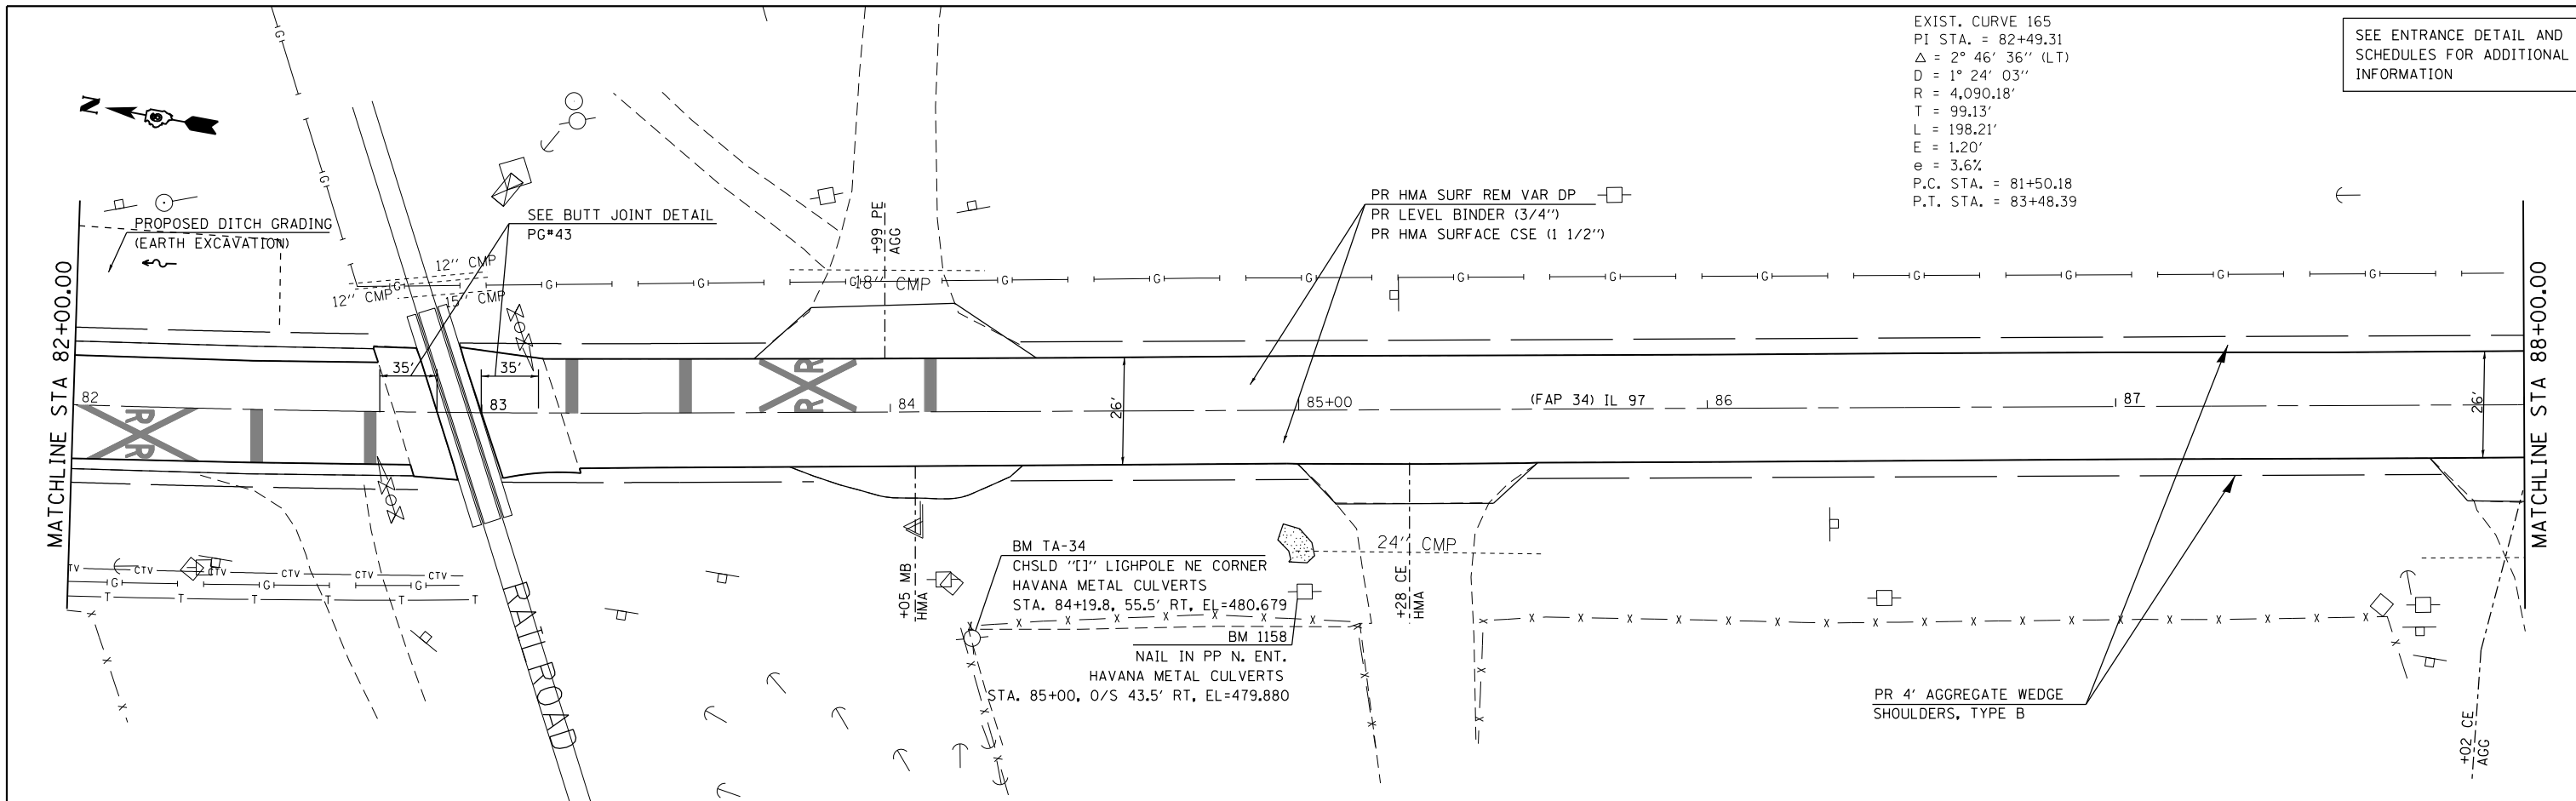 EXIST. CURVE 165
PI STA. = 82+49.31
Δ = 2° 46' 36'' (LT)
D = 1° 24' 03''
R = 4,090.18'
T = 99.13'
L = 198.21'
E = 1.20'
e = 3.6%
P.C. STA. = 81+50.18
P.T. STA. = 83+48.39
SEE ENTRANCE DETAIL AND
SCHEDULES FOR ADDITIONAL
INFORMATION
N
PROPOSED DITCH GRADING
(EARTH EXCAVATION)
SEE BUTT JOINT DETAIL
PG#43
PR HMA SURF REM VAR DP
PR LEVEL BINDER (3/4'')
PR HMA SURFACE CSE (1 1/2'')
+99 PE
AGG
12'' CMP
12'' CMP
15'' CMP
18'' CMP
G G G
G G G G G G G G G G G G G
MATCHLINE STA 82+00.00
MATCHLINE STA 88+00.00
35'
35'
R R
R R
82
83
84
85+00
(FAP 34) IL 97
86
87
26'
26'
24'' CMP
BM TA-34
CHSLD "[]" LIGHPOLE NE CORNER
HAVANA METAL CULVERTS
STA. 84+19.8, 55.5' RT, EL=480.679
BM 1158
NAIL IN PP N. ENT.
HAVANA METAL CULVERTS
STA. 85+00, O/S 43.5' RT, EL=479.880
+05 MB
HMA
+28 CE
HMA
+02 CE
AGG
TV CTV CTV CTV CTV CTV
G G G
T T T T T T
RAILROAD
PR 4' AGGREGATE WEDGE
SHOULDERS, TYPE B